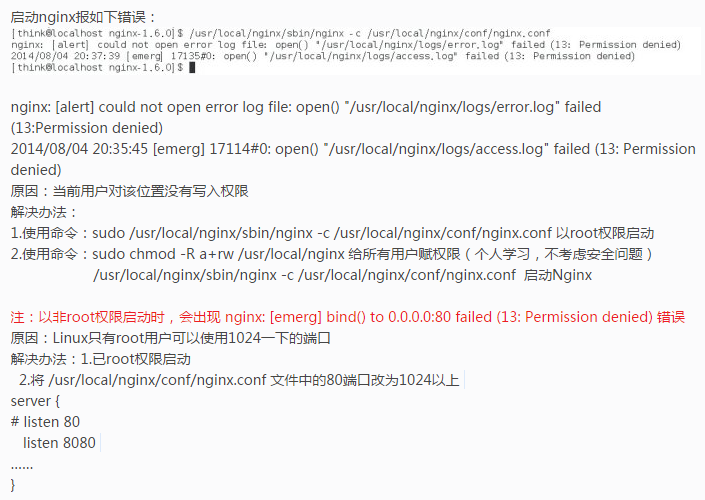 启动nginx报如下错误：
[think@localhost nginx-1.6.0]$ /usr/local/nginx/sbin/nginx -c /usr/local/nginx/conf/nginx.conf
nginx: [alert] could not open error log file: open() "/usr/local/nginx/logs/error.log" failed (13: Permission denied)
2014/08/04 20:37:39 [emerg] 17135#0: open() "/usr/local/nginx/logs/access.log" failed (13: Permission denied)
[think@localhost nginx-1.6.0]$
nginx: [alert] could not open error log file: open() "/usr/local/nginx/logs/error.log" failed
(13:Permission denied)
2014/08/04 20:35:45 [emerg] 17114#0: open() "/usr/local/nginx/logs/access.log" failed (13: Permission
denied)
原因：当前用户对该位置没有写入权限
解决办法：
1.使用命令：sudo /usr/local/nginx/sbin/nginx -c /usr/local/nginx/conf/nginx.conf 以root权限启动
2.使用命令：sudo chmod -R a+rw /usr/local/nginx 给所有用户赋权限（个人学习，不考虑安全问题）
/usr/local/nginx/sbin/nginx -c /usr/local/nginx/conf/nginx.conf 启动Nginx
注：以非root权限启动时，会出现 nginx: [emerg] bind() to 0.0.0.0:80 failed (13: Permission denied) 错误
原因：Linux只有root用户可以使用1024一下的端口
解决办法：1.已root权限启动
2.将 /usr/local/nginx/conf/nginx.conf 文件中的80端口改为1024以上
server {
# listen 80
listen 8080
......
}